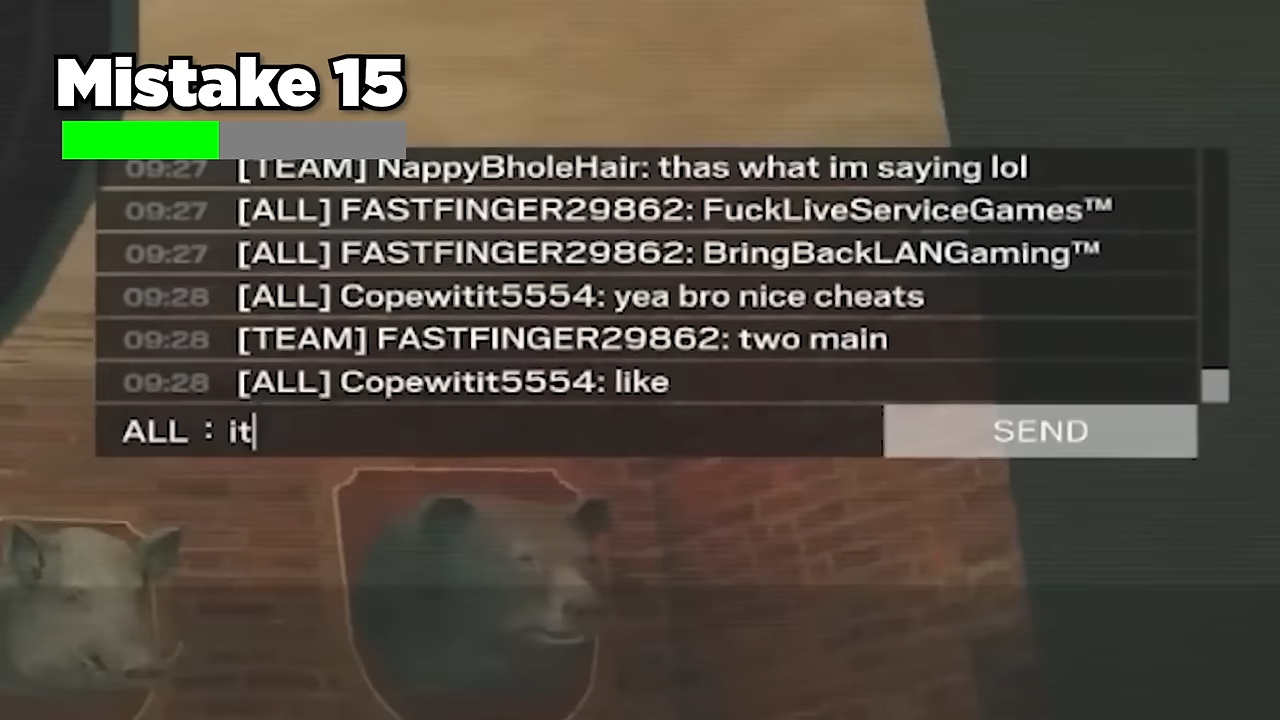 Mistake 15
09:27 [TEAM] NappyBholeHair: thas what im saying lol
09:27 [ALL] FASTFINGER29862: FuckLiveServiceGames™
09:27 [ALL] FASTFINGER29862: BringBackLANGaming™
09:28 [ALL] Copewitit5554: yea bro nice cheats
09:28 [TEAM] FASTFINGER29862: two main
09:28 [ALL] Copewitit5554: like
ALL : it SEND